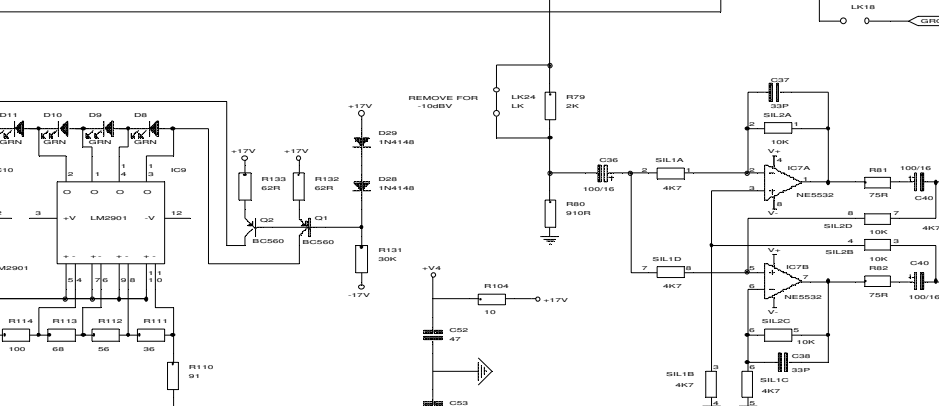 LK18
GRO
C37
33P
SIL2A
2 1
10K
REMOVE FOR
-10dBV
LK24
LK
R79
2K
+17V
D29
1N4148
D28
1N4148
D11
GRN
D10
GRN
D9
GRN
D8
GRN
C10
IC9
2 1 1 1
4 3
3
+V
LM2901
-V
12
+17V
+17V
R133
62R
R132
62R
Q2
BC560
Q1
BC560
R131
30K
-17V
C36
100/16
SIL1A
2 1
4K7
R80
910R
V+
4
2
3
IC7A
1
NE5532
8
V-
R81
75R
100/16
C40
8 7
SIL2D
10K
4K7
4 3
SIL2B
10K
SIL1D
7 8
4K7
V+
5
6
IC7B
7
NE5532
V-
R82
75R
C40
100/16
LM2901
+ - + - + - + -
5 4 7 6 9 8 1 1
1 0
+V4
R104
10
+17V
C52
47
C53
R114
100
R113
68
R112
56
R111
36
R110
91
SIL2C
6 5
10K
C38
33P
SIL1B
4K7
3
4
SIL1C
4K7
6
5